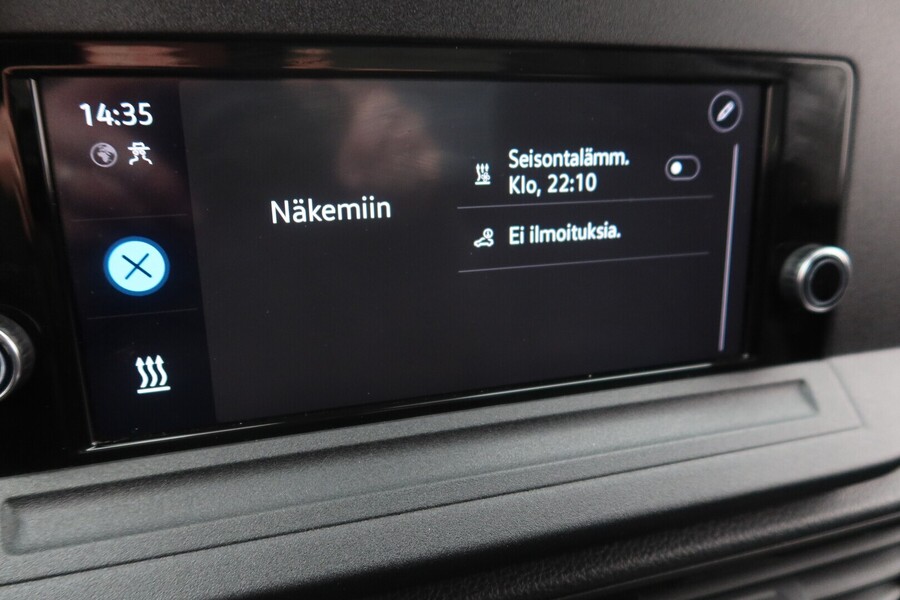 14:35
Näkemiin
Seisontalämm.
Klo, 22:10
Ei ilmoituksia.